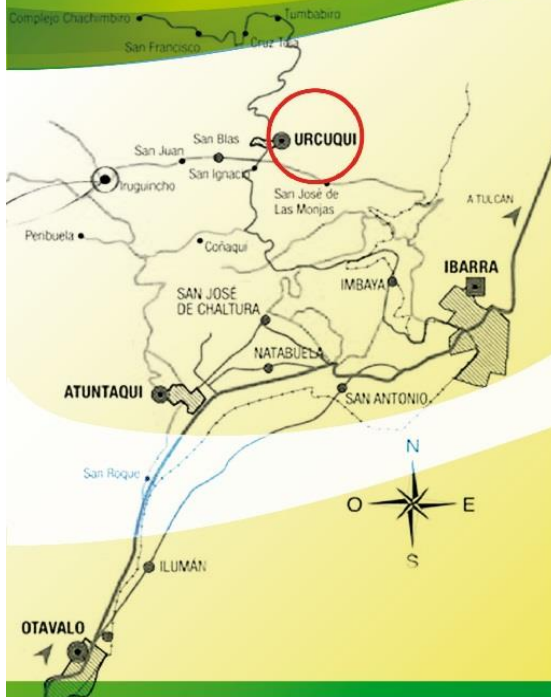 Complejo Chachimbiro
Tumbabiro
San Francisco
Cruz Tola
San Blas
URCUQUI
San Juan
San Ignacio
Iruguincho
San José de
Las Monjas
A TULCAN
Peribuela
Coñaqui
IBARRA
IMBAYA
SAN JOSÉ
DE CHALTURA
NATABUELA
ATUNTAQUI
SAN ANTONIO
N
San Roque
O
E
S
ILUMÁN
OTAVALO